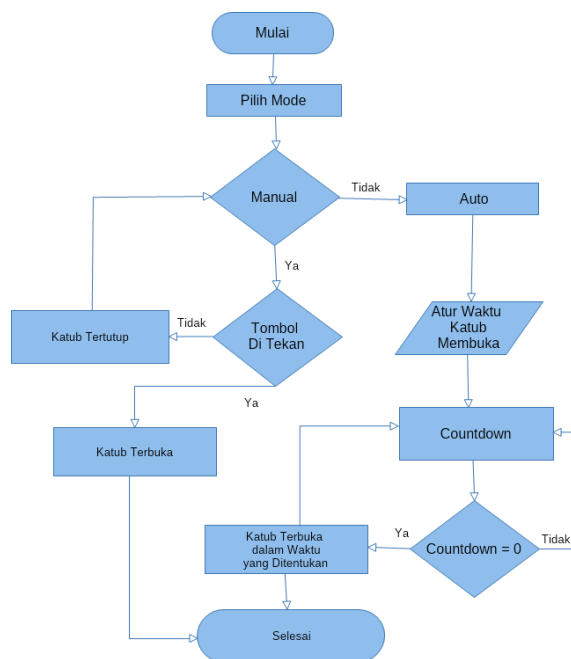 Mulai
Pilih Mode
Manual
Tidak
Auto
Ya
Atur Waktu
Katub
Membuka
Tidak
Katub Tertutup
Tombol
Di Tekan
Ya
Katub Terbuka
Countdown
Katub Terbuka
dalam Waktu
yang Ditentukan
Ya
Countdown = 0
Tidak
Selesai